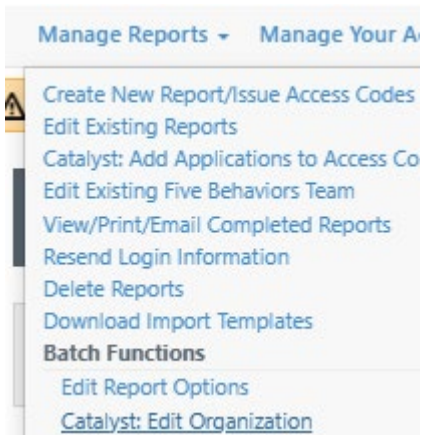 Manage Reports Manage Your A
Create New Report/Issue Access Codes
Edit Existing Reports
Catalyst: Add Applications to Access Co
Edit Existing Five Behaviors Team
View/Print/Email Completed Reports
Resend Login Information
Delete Reports
Download Import Templates
Batch Functions
Edit Report Options
Catalyst: Edit Organization